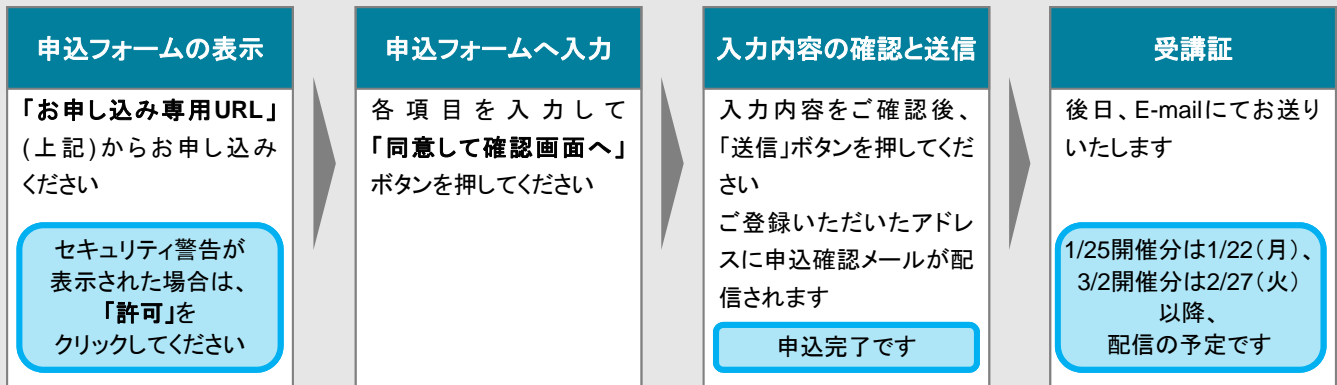 申込フォームの表示
「お申し込み専用URL」
(上記)からお申し込み
ください
セキュリティ警告が
表示された場合は、
「許可」を
クリックしてください
申込フォームへ入力
各項目を入力して
「同意して確認画面へ」
ボタンを押してください
入力内容の確認と送信
入力内容をご確認後、
「送信」ボタンを押してくだ
さい
ご登録いただいたアドレ
スに申込確認メールが配
信されます
申込完了です
受講証
後日、E-mailにてお送り
いたします
1/25開催分は1/22(月)、
3/2開催分は2/27(火)
以降、
配信の予定です